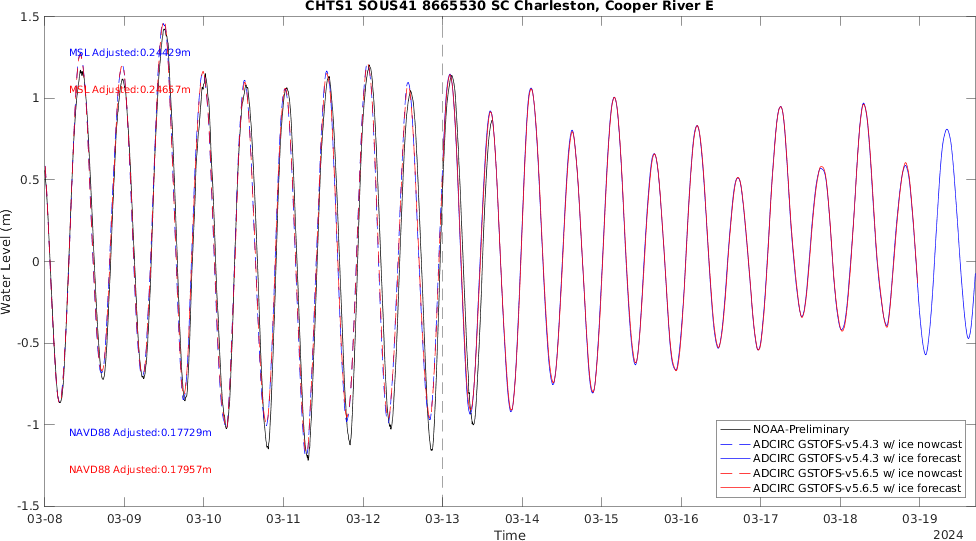 CHTS1 SOUS41 8665530 SC Charleston, Cooper River E
1.5
1
0.5
0
-0.5
-1
-1.5
Water Level (m)
MSL Adjusted:0.24429m
MSL Adjusted:0.24657m
NAVD88 Adjusted:0.17729m
NAVD88 Adjusted:0.17957m
NOAA-Preliminary
ADCIRC GSTOFS-v5.4.3 w/ ice nowcast
ADCIRC GSTOFS-v5.4.3 w/ ice forecast
ADCIRC GSTOFS-v5.6.5 w/ ice nowcast
ADCIRC GSTOFS-v5.6.5 w/ ice forecast
03-08 03-09 03-10 03-11 03-12 03-13 03-14 03-15 03-16 03-17 03-18 03-19
Time
2024